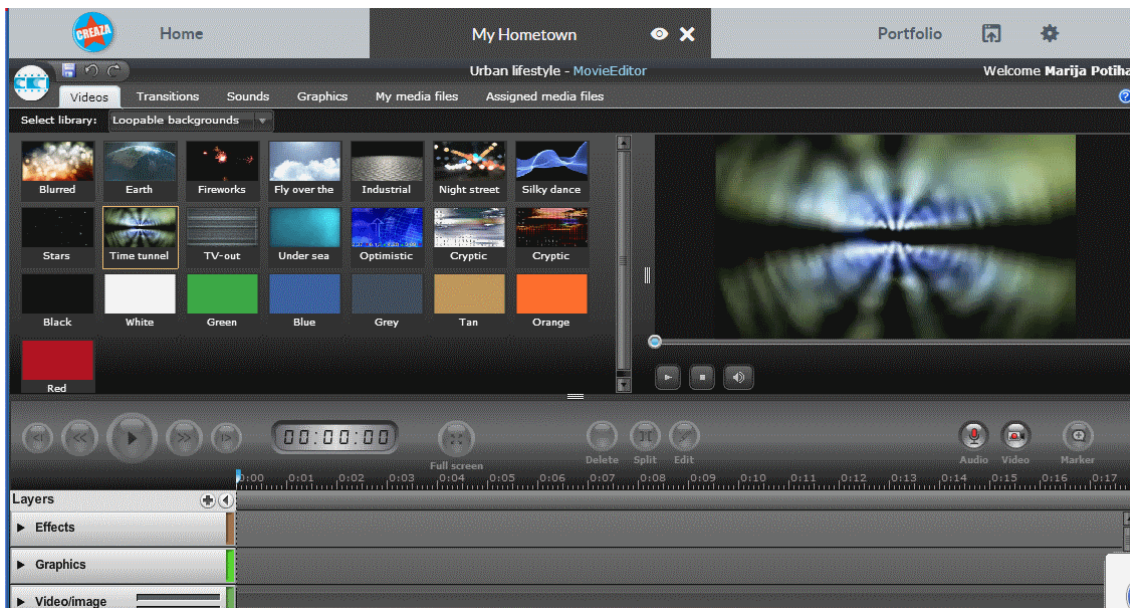 CREAZA
Home
My Hometown
Portfolio
Urban lifestyle - MovieEditor
Welcome Marija Potiha
Videos Transitions Sounds Graphics My media files Assigned media files
?
Select library: Loopable backgrounds
Blurred Earth Fireworks Fly over the Industrial Night street Silky dance
Stars Time tunnel TV-out Under sea Optimistic Cryptic Cryptic
Black White Green Blue Grey Tan Orange
Red
00:00:00
Full screen
Delete Split Edit
Audio Video Marker
0:00 0:01 0:02 0:03 0:04 0:05 0:06 0:07 0:08 0:09 0:10 0:11 0:12 0:13 0:14 0:15 0:16 0:17
Layers
Effects
Graphics
Video/image